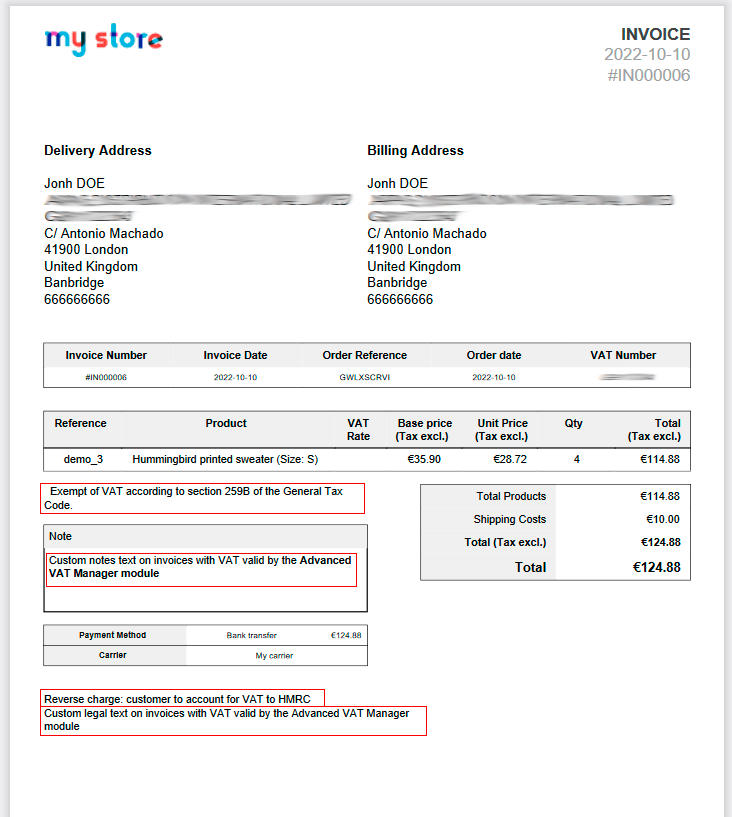 my store
INVOICE
2022-10-10
#IN000006
Delivery Address
Jonh DOE
C/ Antonio Machado
41900 London
United Kingdom
Banbridge
666666666
Billing Address
Jonh DOE
C/ Antonio Machado
41900 London
United Kingdom
Banbridge
666666666
Invoice Number Invoice Date Order Reference Order date VAT Number
#IN000006 2022-10-10 GWLXSCRVI 2022-10-10
Reference Product VAT Rate Base price (Tax excl.) Unit Price (Tax excl.) Qty Total (Tax excl.)
demo_3 Hummingbird printed sweater (Size: S) €35.90 €28.72 4 €114.88
Exempt of VAT according to section 259B of the General Tax
Code.
Note
Custom notes text on invoices with VAT valid by the Advanced
VAT Manager module
Total Products €114.88
Shipping Costs €10.00
Total (Tax excl.) €124.88
Total €124.88
Payment Method Bank transfer €124.88
Carrier My carrier
Reverse charge: customer to account for VAT to HMRC
Custom legal text on invoices with VAT valid by the Advanced VAT Manager
module